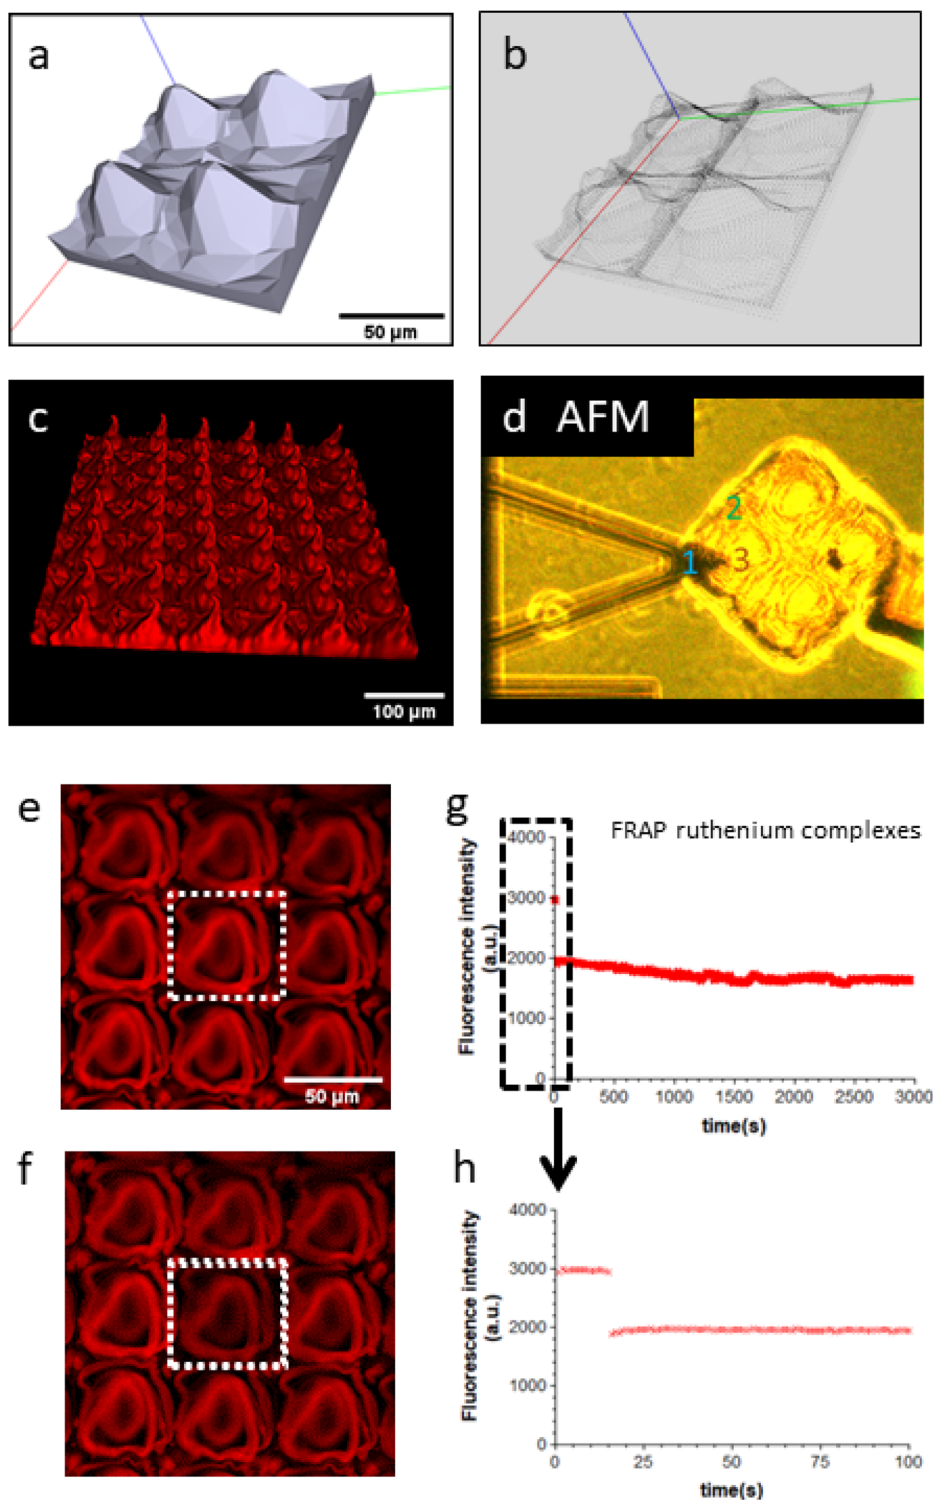 a
50 µm
b
c
100 µm
d AFM
1
2
3
e
50 µm
f
g
FRAP ruthenium complexes
Fluorescence intensity
(a.u.)
4000
3000
2000
1000
0
0 500 1000 1500 2000 2500 3000
time(s)
h
Fluorescence intensity
(a.u.)
4000
3000
2000
1000
0
0 25 50 75 100
time(s)